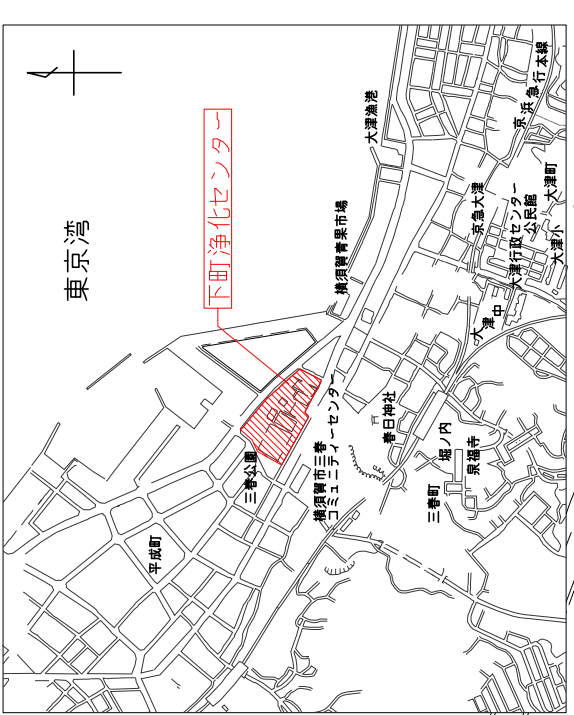 東京湾
下町浄化センター
大津漁港
横須賀青果市場
京浜急行本線
京急大津
大津行政センター
公民館
大津町
大津小
大津中
春日神社
堀ノ内
泉福寺
三春町
横須賀市三春
コミュニティーセンター
三春公園
平成町